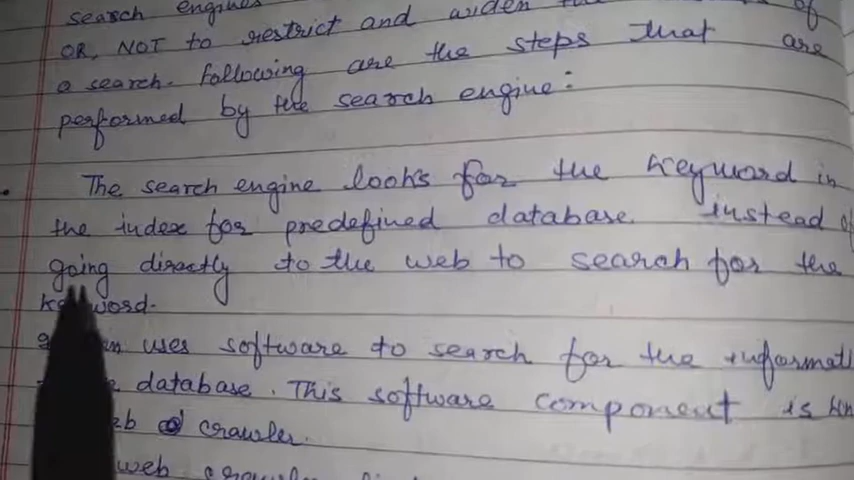 search engines
OR, NOT to restrict and widen the of
a search. Following are the steps that are
performed by the search engine:
The search engine looks for the keyword in
the index for predefined database instead of
going directly to the web to search for the
keyword.
uses software to search for the
database. This software component is
crawler.
web crawler